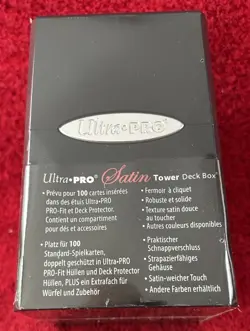 Ultra•PRO
Ultra•PRO® Satin Tower Deck Box
• Prévu pour 100 cartes insérées
dans des étuis Ultra•PRO
PRO-Fit et Deck Protector.
Contient un compartiment
pour dés et accessoires
• Platz für 100
Standard-Spielkarten,
doppelt geschützt in Ultra•PRO
PRO-Fit Hüllen und Deck Protector
Hüllen, PLUS ein Extrafach für
Würfel und Zubehör
• Fermoir à cliquet
• Robuste et solide
• Texture satin douce
au toucher
• Autres couleurs disponibles
• Praktischer
Schnappverschluss
• Strapazierfähiges
Gehäuse
• Satin-weicher Touch
• Andere Farben erhältlich